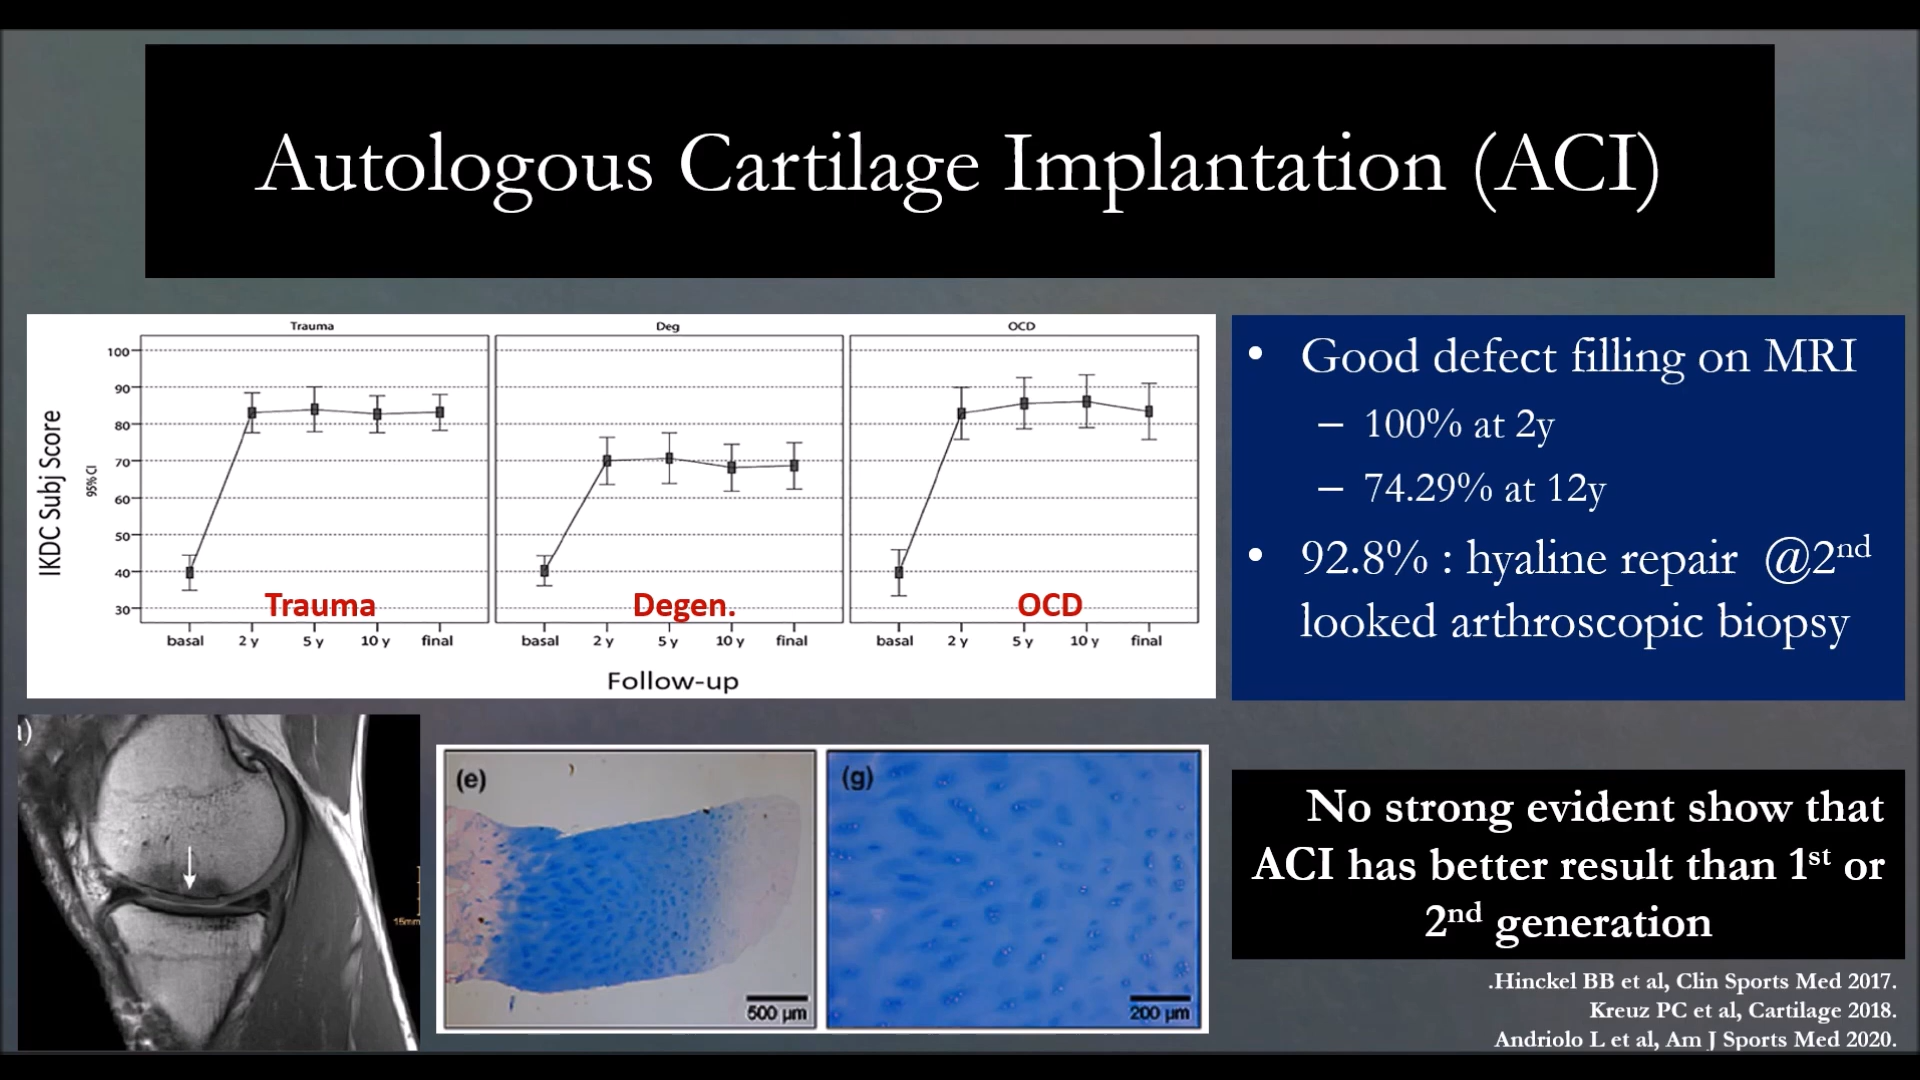 Autologous Cartilage Implantation (ACI)
Trauma
Deg
OCD
IKDC Subj Score
95% CI
100
90
80
70
60
50
40
30
Trauma
Degen.
OCD
basal 2 y 5 y 10 y final
basal 2 y 5 y 10 y final
basal 2 y 5 y 10 y final
Follow-up
• Good defect filling on MRI
– 100% at 2y
– 74.29% at 12y
• 92.8% : hyaline repair @2nd
looked arthroscopic biopsy
15mm
(e)
500 µm
(g)
200 µm
No strong evident show that
ACI has better result than 1st or
2nd generation
.Hinckel BB et al, Clin Sports Med 2017.
Kreuz PC et al, Cartilage 2018.
Andriolo L et al, Am J Sports Med 2020.